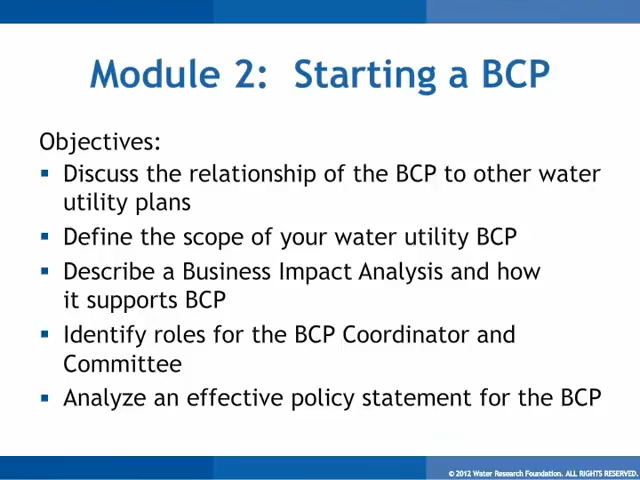 Module 2: Starting a BCP
Objectives:
▪ Discuss the relationship of the BCP to other water
utility plans
▪ Define the scope of your water utility BCP
▪ Describe a Business Impact Analysis and how
it supports BCP
▪ Identify roles for the BCP Coordinator and
Committee
▪ Analyze an effective policy statement for the BCP
© 2012 Water Research Foundation. ALL RIGHTS RESERVED.